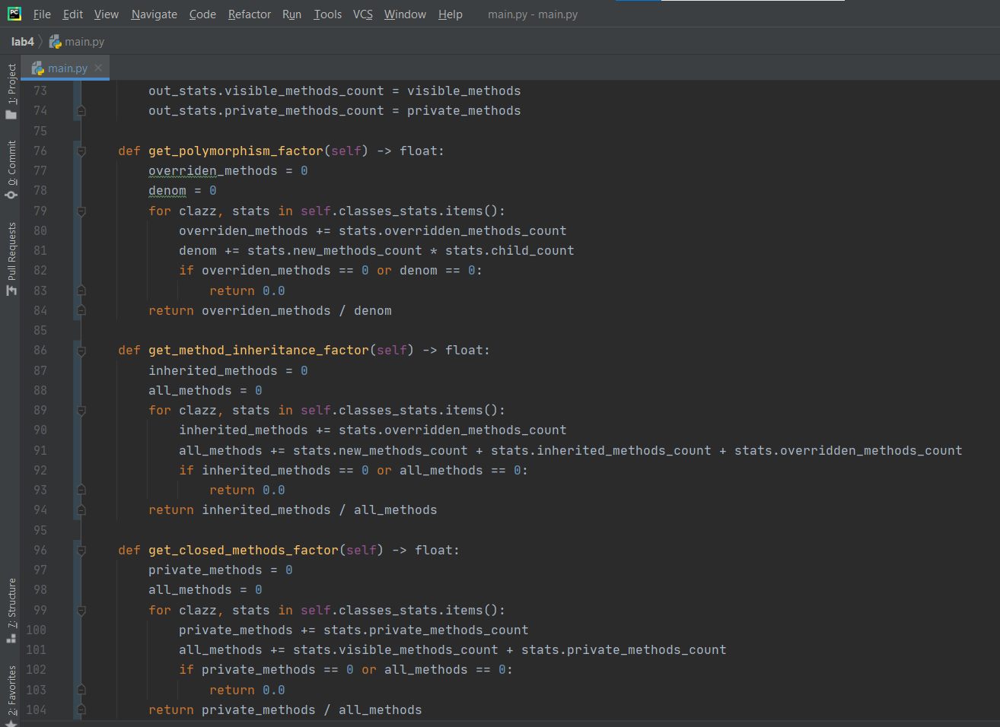 PC File Edit View Navigate Code Refactor Run Tools VCS Window Help main.py - main.py
lab4 main.py
main.py
1: Project
0: Commit
Pull Requests
7: Structure
2: Favorites
73 out_stats.visible_methods_count = visible_methods
74 out_stats.private_methods_count = private_methods
75
76 def get_polymorphism_factor(self) -> float:
77 overriden_methods = 0
78 denom = 0
79 for clazz, stats in self.classes_stats.items():
80 overriden_methods += stats.overridden_methods_count
81 denom += stats.new_methods_count * stats.child_count
82 if overriden_methods == 0 or denom == 0:
83 return 0.0
84 return overriden_methods / denom
85
86 def get_method_inheritance_factor(self) -> float:
87 inherited_methods = 0
88 all_methods = 0
89 for clazz, stats in self.classes_stats.items():
90 inherited_methods += stats.overridden_methods_count
91 all_methods += stats.new_methods_count + stats.inherited_methods_count + stats.overridden_methods_count
92 if inherited_methods == 0 or all_methods == 0:
93 return 0.0
94 return inherited_methods / all_methods
95
96 def get_closed_methods_factor(self) -> float:
97 private_methods = 0
98 all_methods = 0
99 for clazz, stats in self.classes_stats.items():
100 private_methods += stats.private_methods_count
101 all_methods += stats.visible_methods_count + stats.private_methods_count
102 if private_methods == 0 or all_methods == 0:
103 return 0.0
104 return private_methods / all_methods